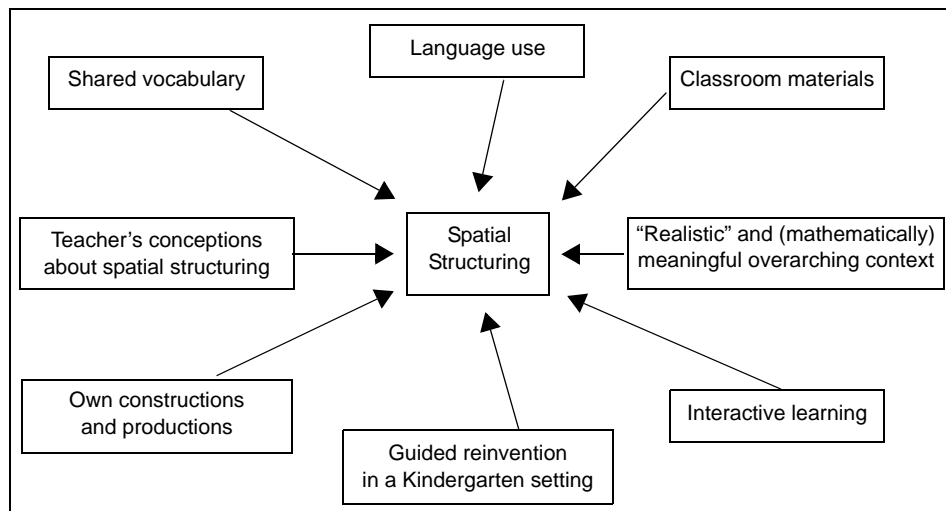 Language use
Shared vocabulary
Classroom materials
Teacher's conceptions
about spatial structuring
Spatial
Structuring
“Realistic” and (mathematically)
meaningful overarching context
Own constructions
and productions
Guided reinvention
in a Kindergarten setting
Interactive learning